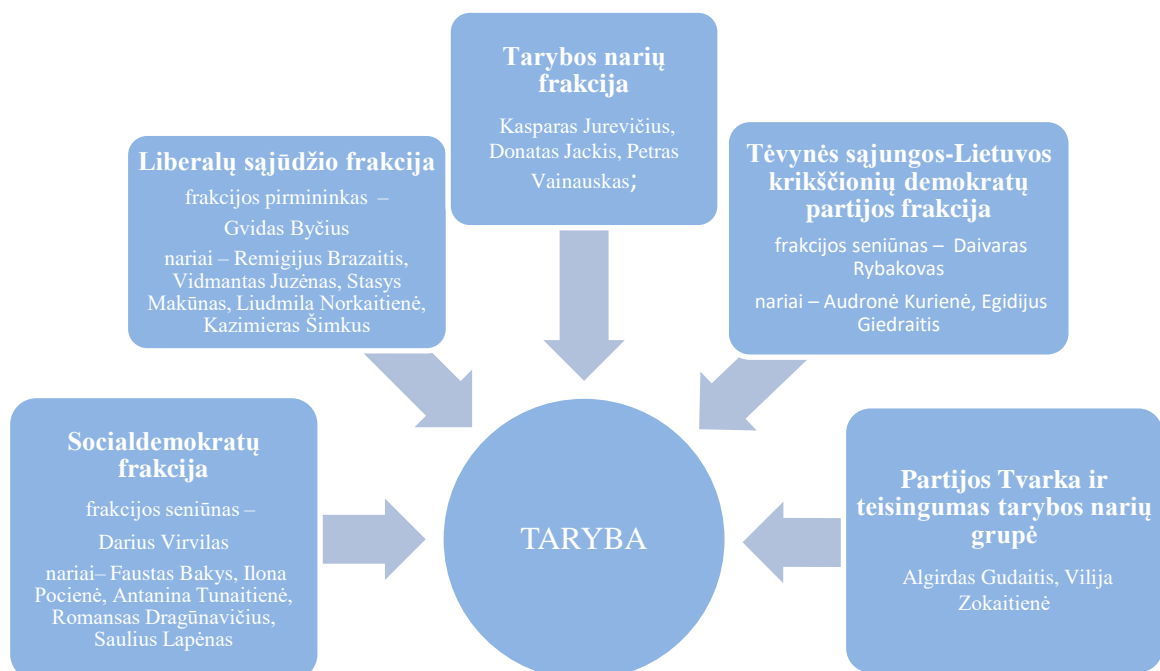 Tarybos narių
frakcija
Kasparas Jurevičius,
Donatas Jackis, Petras
Vainauskas;
Liberalų sąjūdžio frakcija
frakcijos pirmininkas –
Gvidas Byčius
nariai – Remigijus Brazaitis,
Vidmantas Juzėnas, Stasys
Makūnas, Liudmila Norkaitienė,
Kazimieras Šimkus
Tėvynės sąjungos-Lietuvos
krikščionių demokratų
partijos frakcija
frakcijos seniūnas – Daivaras
Rybakovas
nariai – Audronė Kurienė, Egidijus
Giedraitis
Socialdemokratų
frakcija
frakcijos seniūnas –
Darius Virvilas
nariai– Faustas Bakys, Ilona
Pocienė, Antanina Tunaitienė,
Romansas Dragūnavičius,
Saulius Lapėnas
TARYBA
Partijos Tvarka ir
teisingumas tarybos narių
grupė
Algirdas Gudaitis, Vilija
Zokaitienė